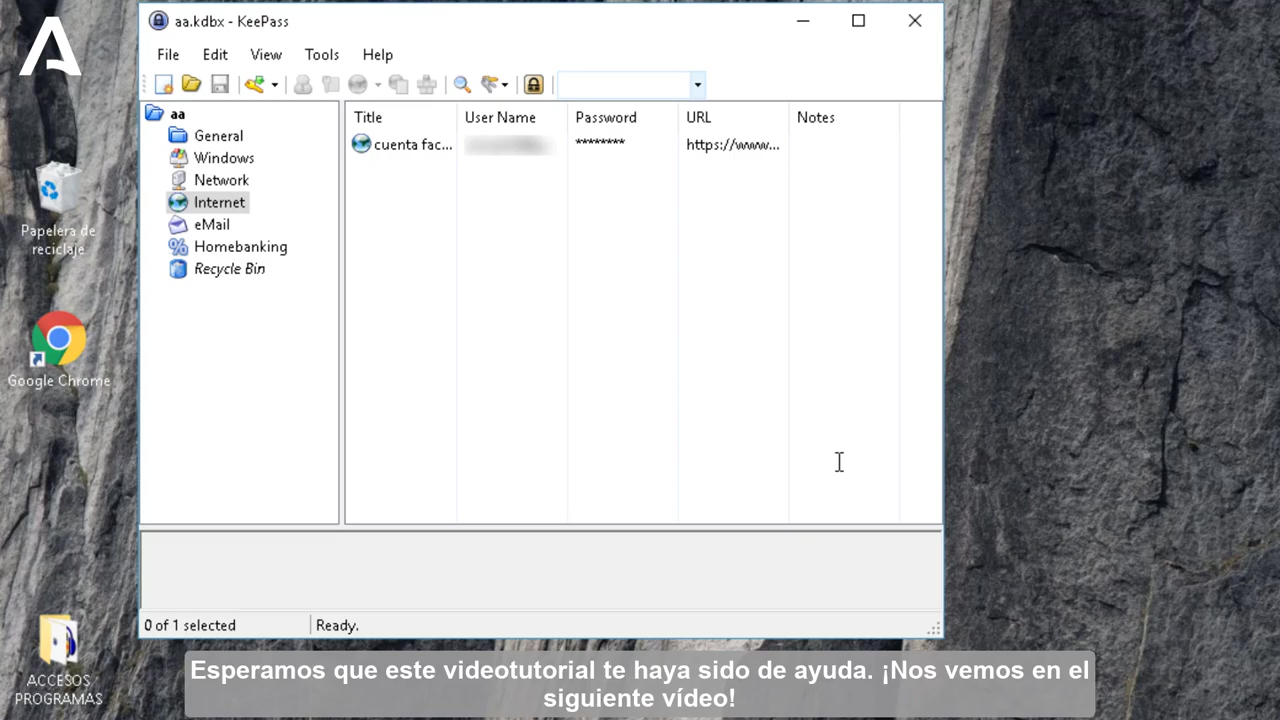 aa.kdbx - KeePass
File Edit View Tools Help
aa
General
Windows
Network
Internet
eMail
Homebanking
Recycle Bin
Title User Name Password URL Notes
cuenta fac... ******** https://www...
Papelera de
reciclaje
Google Chrome
ACCESOS
PROGRAMAS
0 of 1 selected Ready.
Esperamos que este videotutorial te haya sido de ayuda. ¡Nos vemos en el
siguiente vídeo!